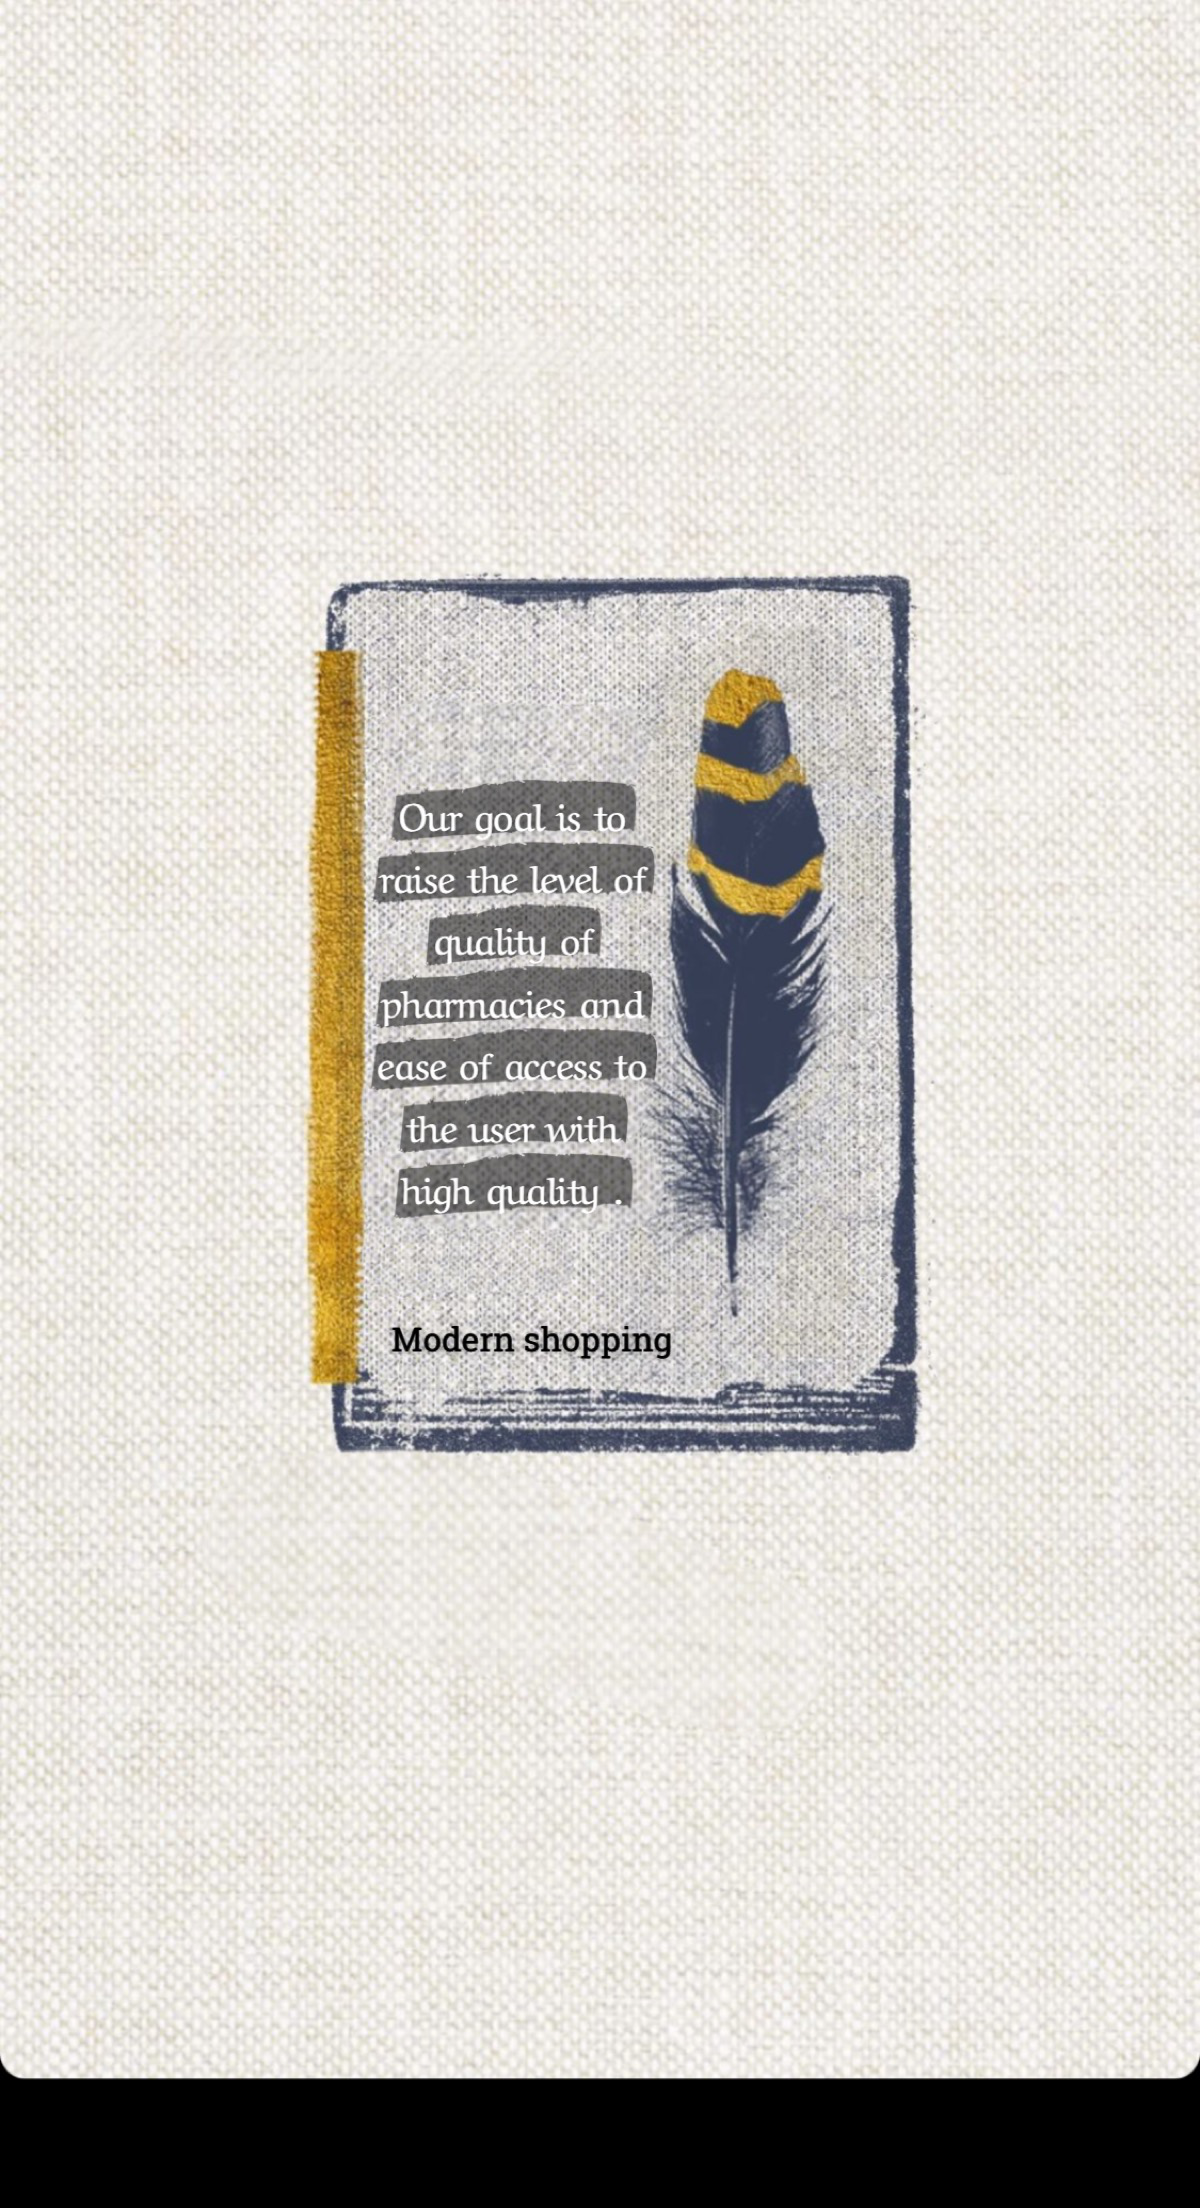 Our goal is to
raise the level of
quality of
pharmacies and
ease of access to
the user with
high quality .
Modern shopping